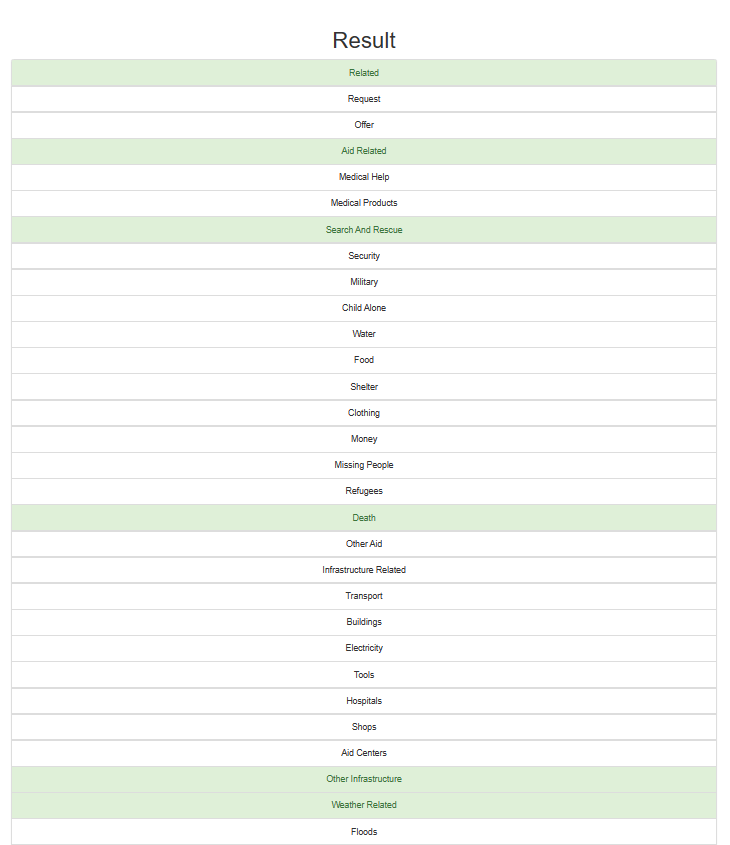 Result
Related
Request
Offer
Aid Related
Medical Help
Medical Products
Search And Rescue
Security
Military
Child Alone
Water
Food
Shelter
Clothing
Money
Missing People
Refugees
Death
Other Aid
Infrastructure Related
Transport
Buildings
Electricity
Tools
Hospitals
Shops
Aid Centers
Other Infrastructure
Weather Related
Floods